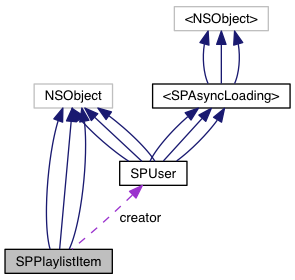 <NSObject>
NSObject
<SPAsyncLoading>
SPUser
creator
SPPlaylistItem